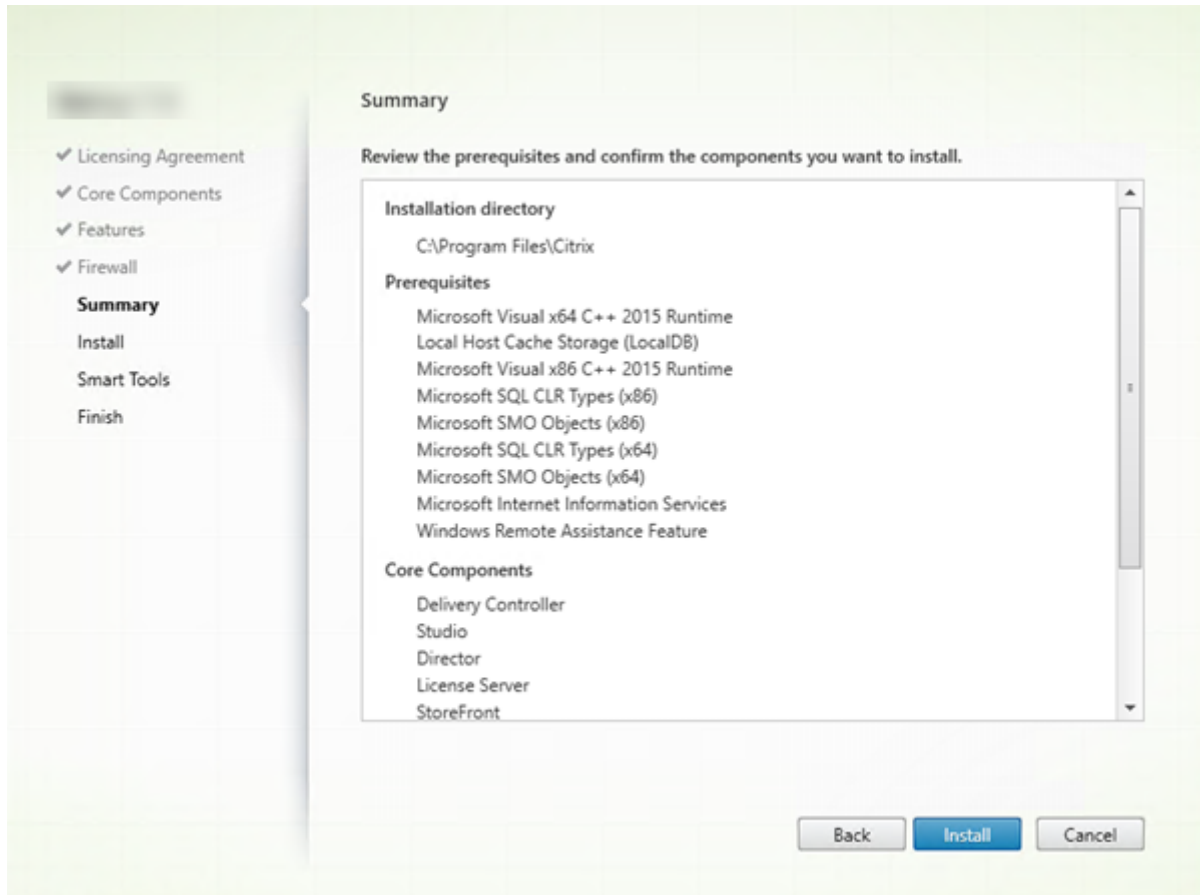 Licensing Agreement
Core Components
Features
Firewall
Summary
Install
Smart Tools
Finish
Summary
Review the prerequisites and confirm the components you want to install.
Installation directory
C:\Program Files\Citrix
Prerequisites
Microsoft Visual x64 C++ 2015 Runtime
Local Host Cache Storage (LocalDB)
Microsoft Visual x86 C++ 2015 Runtime
Microsoft SQL CLR Types (x86)
Microsoft SMO Objects (x86)
Microsoft SQL CLR Types (x64)
Microsoft SMO Objects (x64)
Microsoft Internet Information Services
Windows Remote Assistance Feature
Core Components
Delivery Controller
Studio
Director
License Server
StoreFront
Back
Install
Cancel